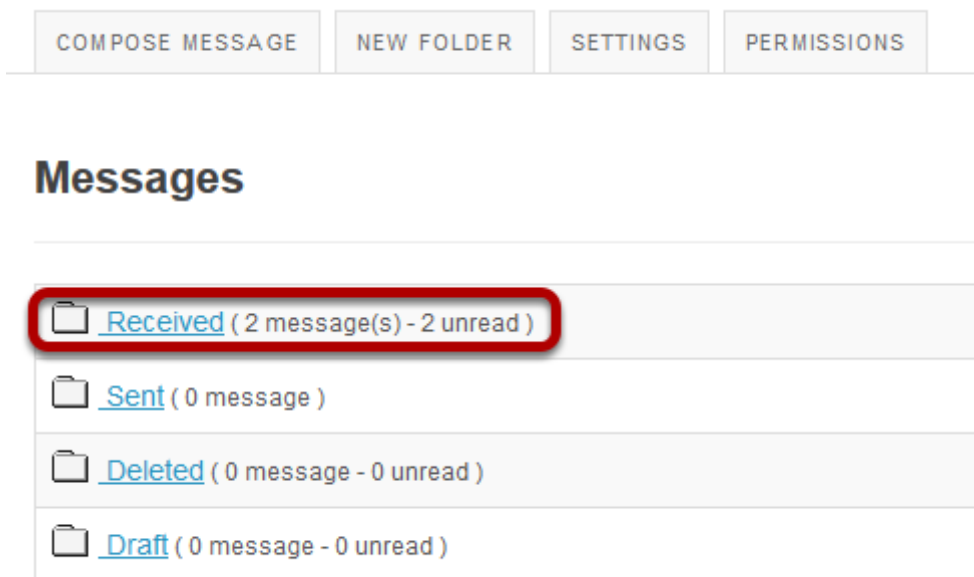 COMPOSE MESSAGE NEW FOLDER SETTINGS PERMISSIONS
Messages
Received ( 2 message(s) - 2 unread )
Sent ( 0 message )
Deleted ( 0 message - 0 unread )
Draft ( 0 message - 0 unread )